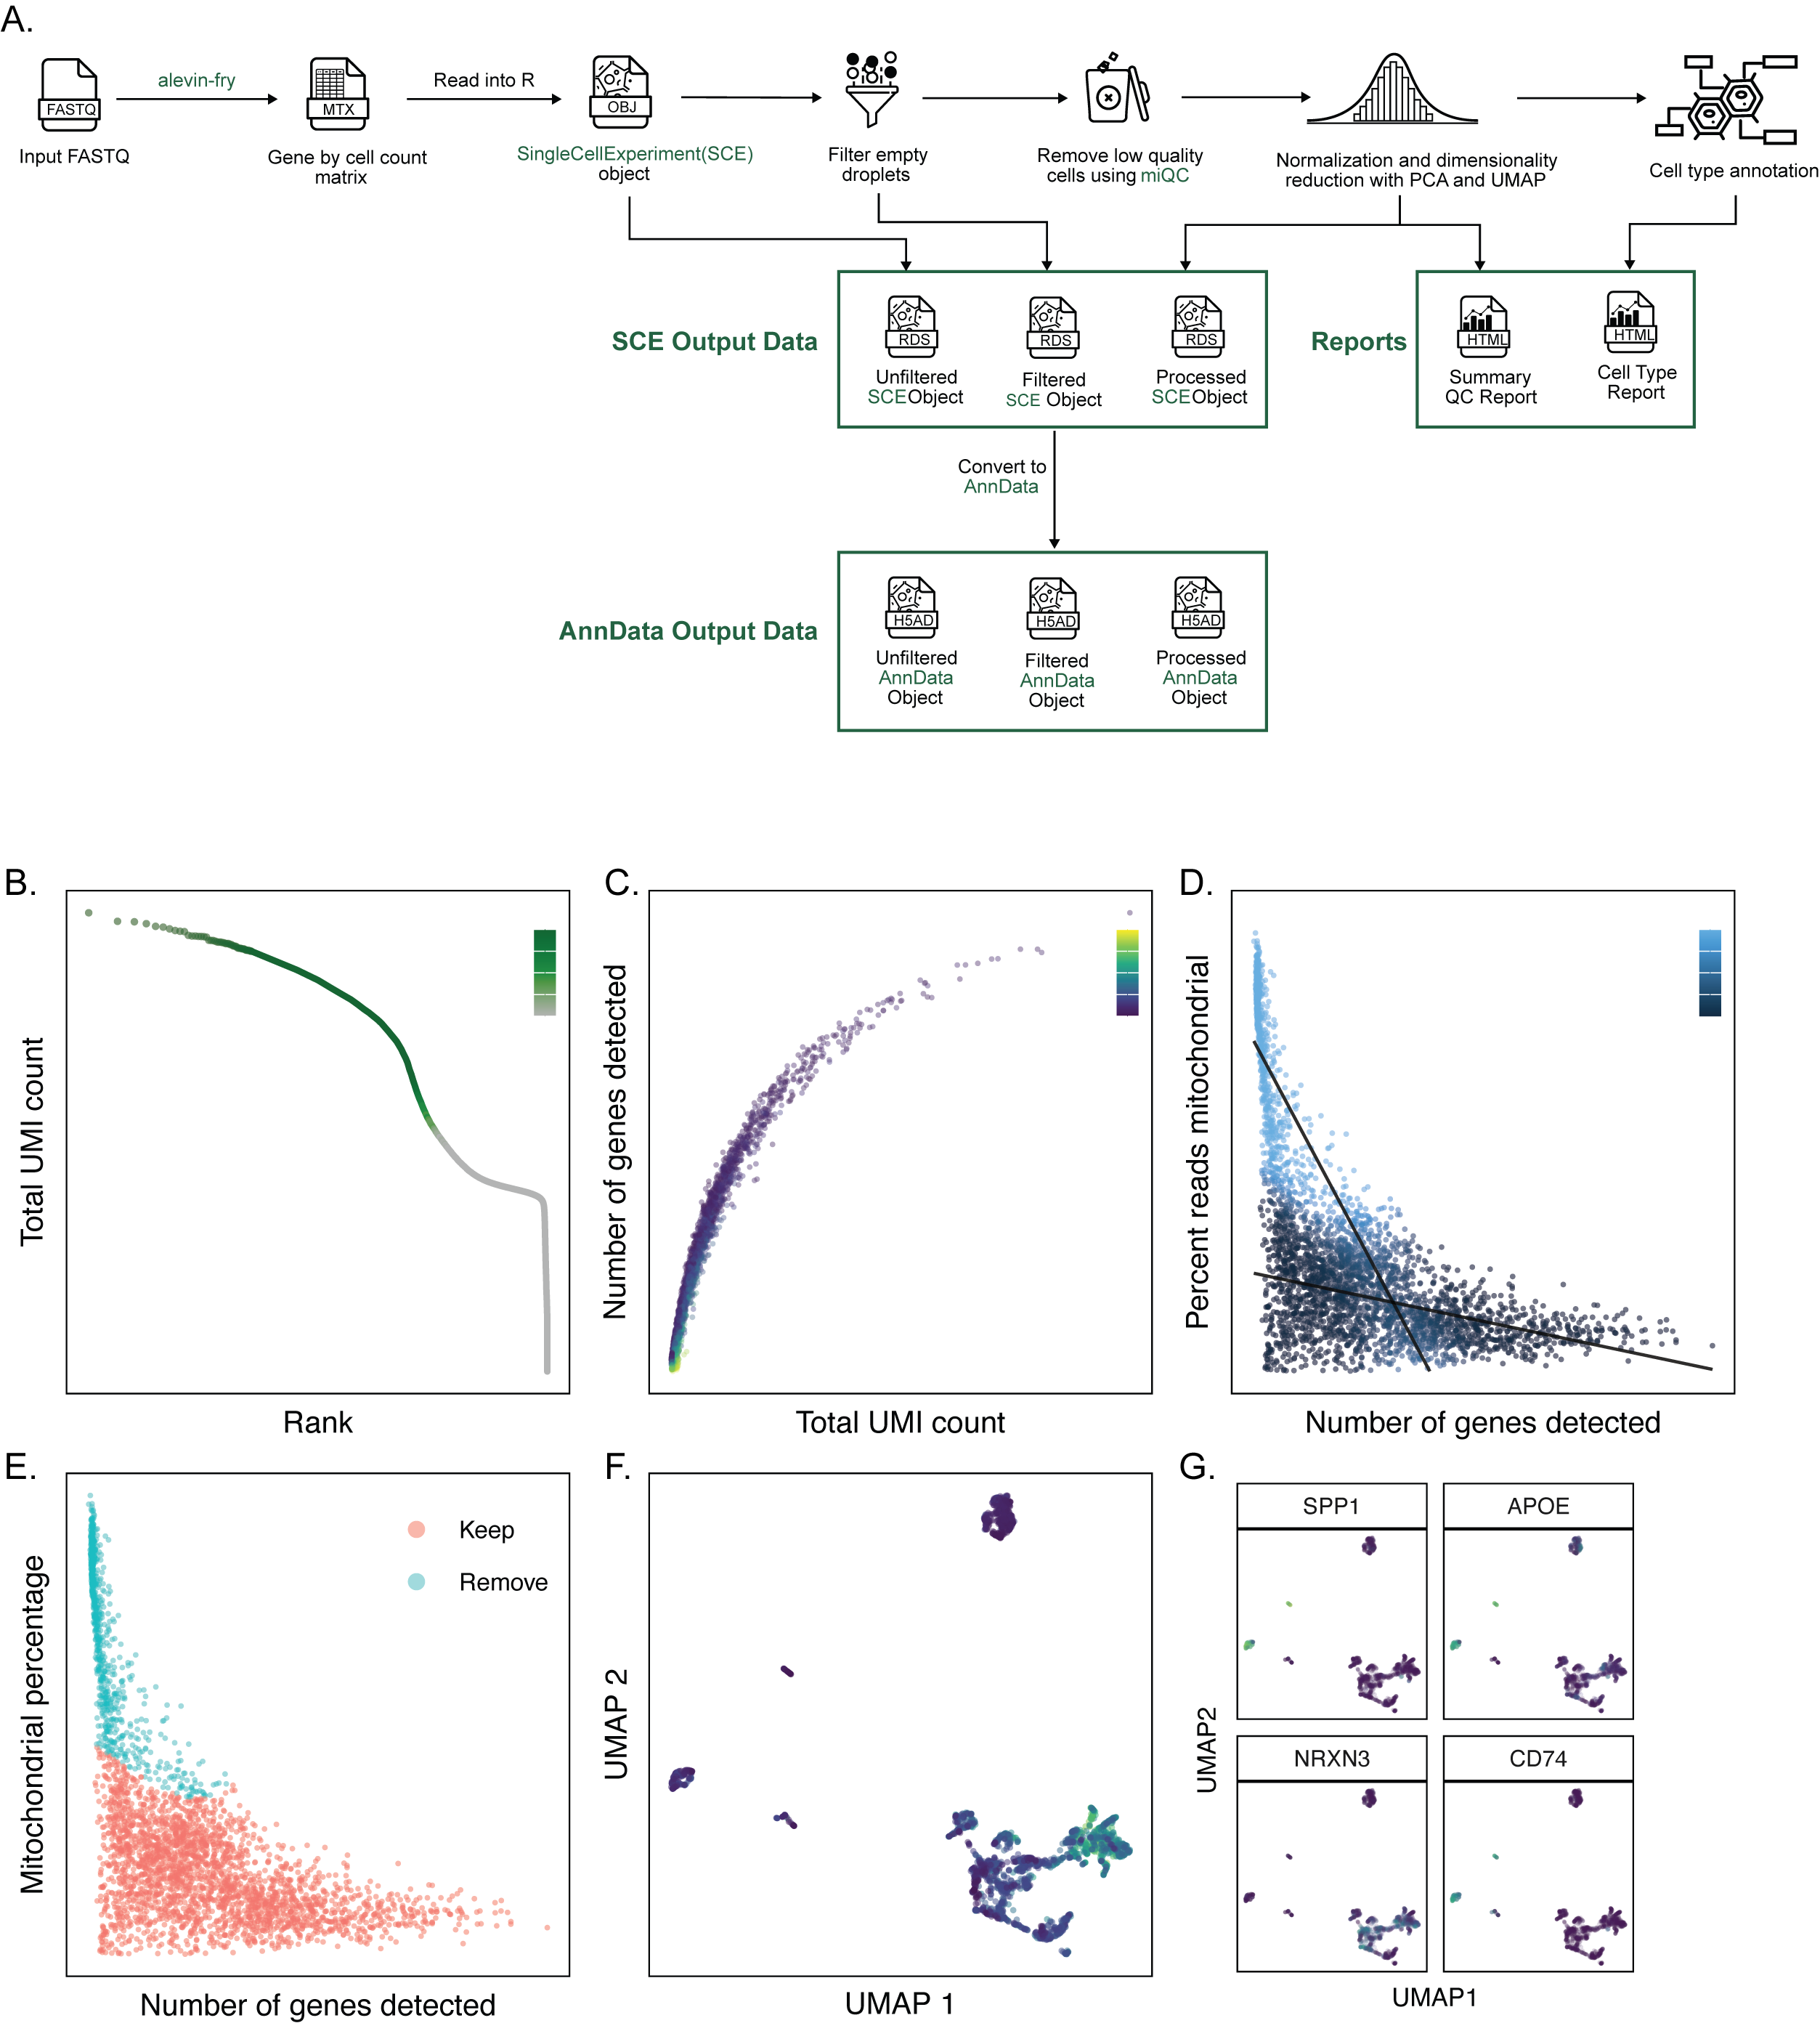 A.
FASTQ
Input FASTQ
alevin-fry
MTX
Gene by cell count
matrix
Read into R
OBJ
SingleCellExperiment(SCE)
object
Filter empty
droplets
Remove low quality
cells using miQC
Normalization and dimensionality
reduction with PCA and UMAP
Cell type annotation
SCE Output Data
RDS
Unfiltered
SCEObject
RDS
Filtered
SCE Object
RDS
Processed
SCEObject
Reports
HTML
Summary
QC Report
HTML
Cell Type
Report
Convert to
AnnData
AnnData Output Data
H5AD
Unfiltered
AnnData
Object
H5AD
Filtered
AnnData
Object
H5AD
Processed
AnnData
Object
B.
Total UMI count
Rank
C.
Number of genes detected
Total UMI count
D.
Percent reads mitochondrial
Number of genes detected
E.
Mitochondrial percentage
Keep
Remove
Number of genes detected
F.
UMAP 2
UMAP 1
G.
SPP1
APOE
NRXN3
CD74
UMAP2
UMAP1